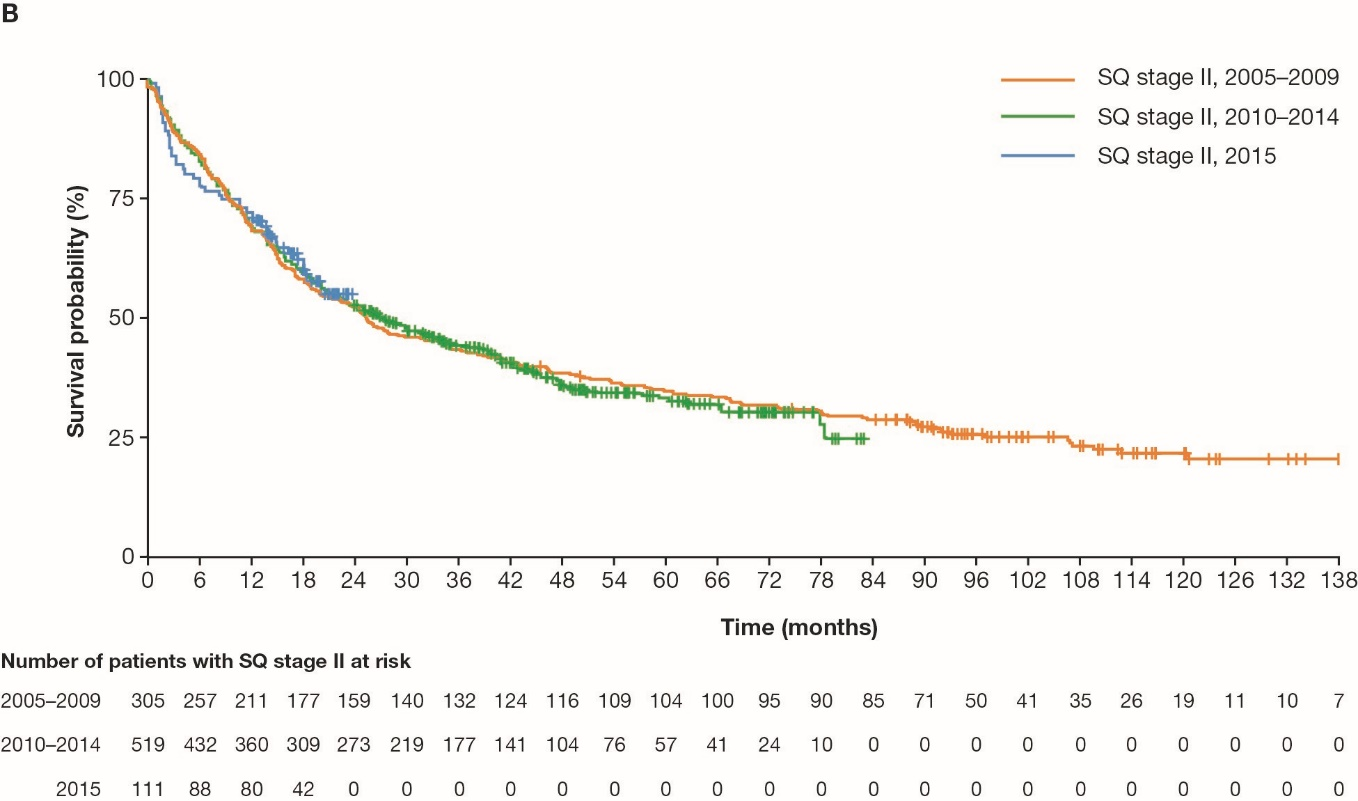 B
100
75
50
25
0
Survival probability (%)
SQ stage II, 2005–2009
SQ stage II, 2010–2014
SQ stage II, 2015
0 6 12 18 24 30 36 42 48 54 60 66 72 78 84 90 96 102 108 114 120 126 132 138
Time (months)
Number of patients with SQ stage II at risk
2005–2009 305 257 211 177 159 140 132 124 116 109 104 100 95 90 85 71 50 41 35 26 19 11 10 7
2010–2014 519 432 360 309 273 219 177 141 104 76 57 41 24 10 0 0 0 0 0 0 0 0 0 0
2015 111 88 80 42 0 0 0 0 0 0 0 0 0 0 0 0 0 0 0 0 0 0 0 0